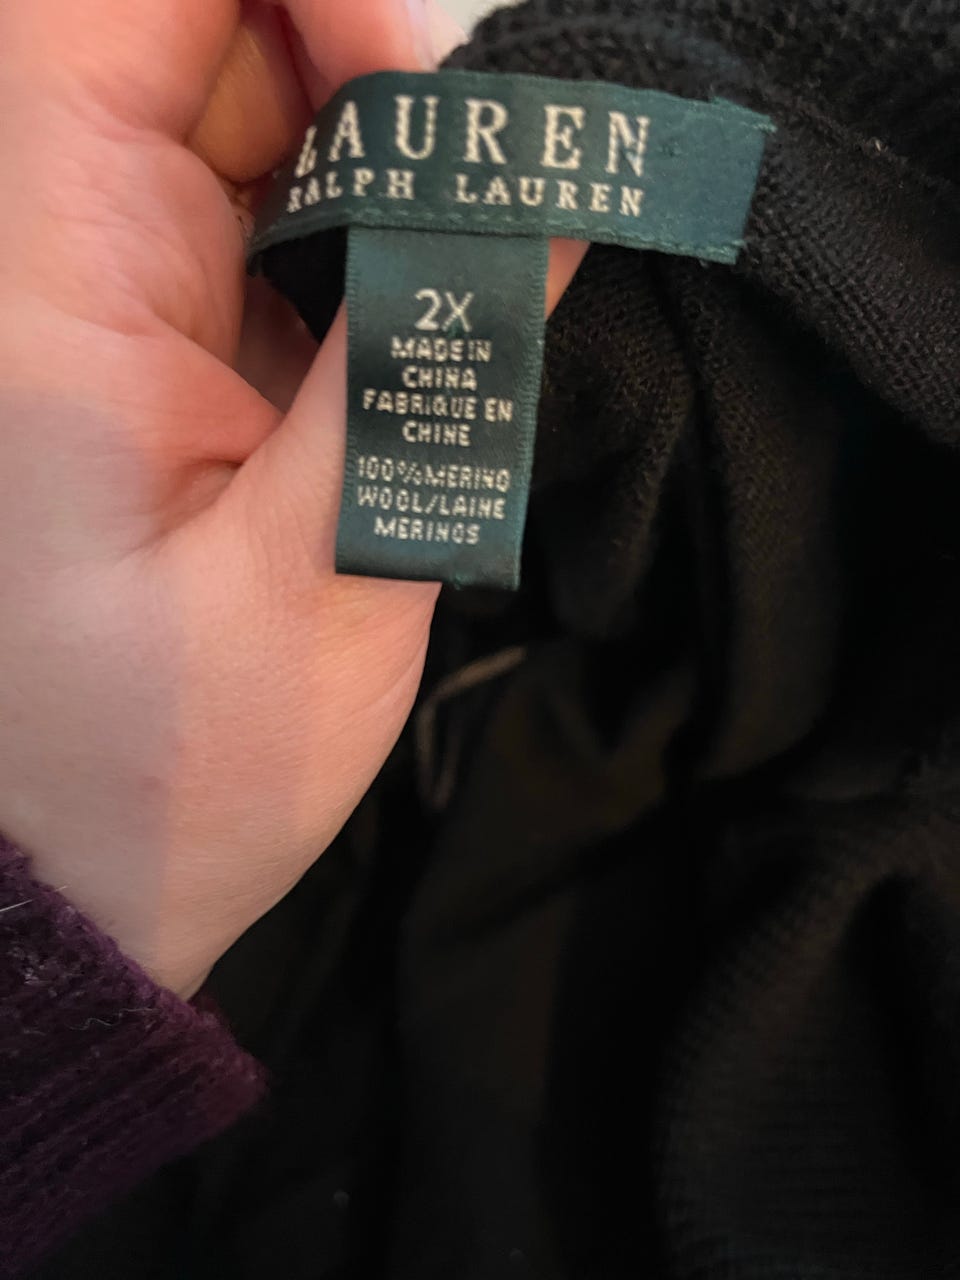 LAUREN
RALPH LAUREN
2X
MADE IN
CHINA
FABRIQUE EN
CHINE
100% MERINO
WOOL/LAINE
MERINOS